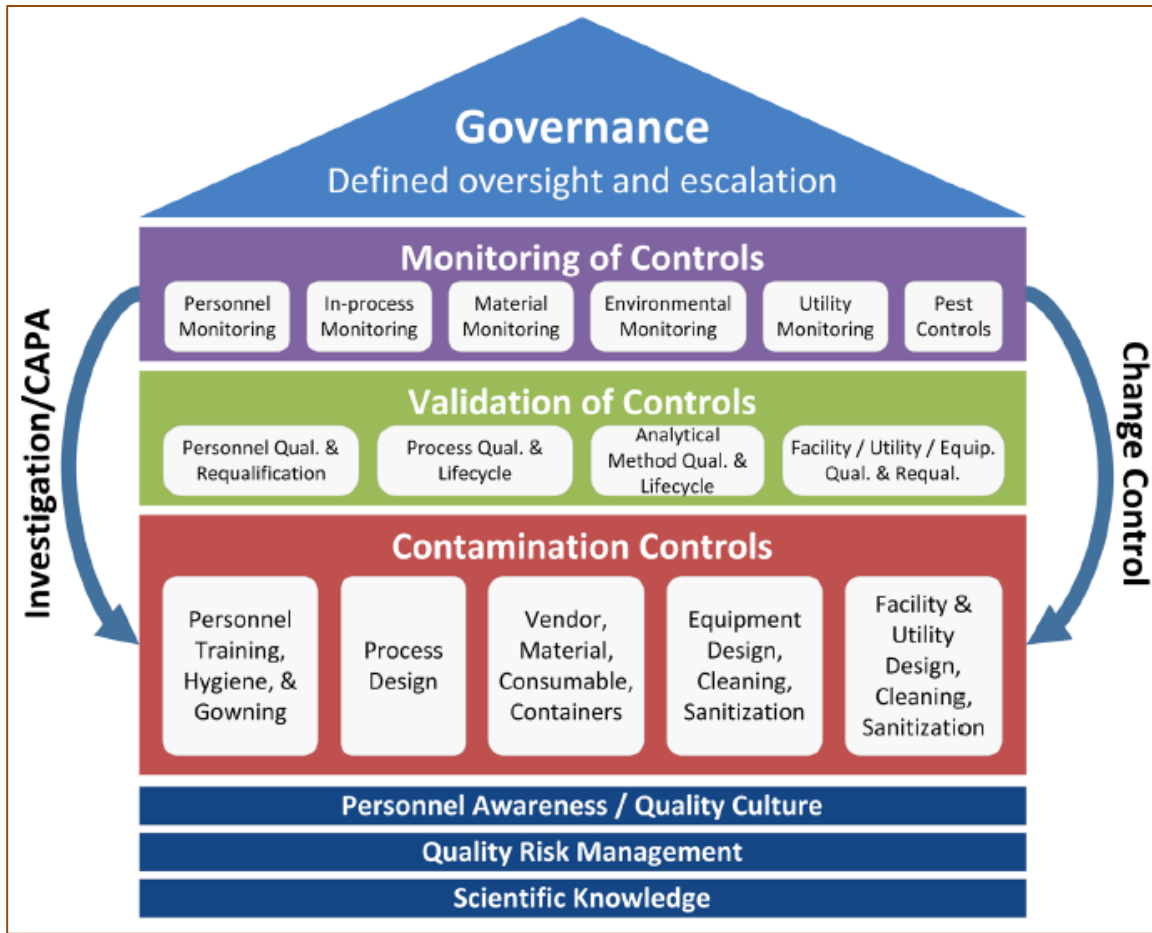 Governance
Defined oversight and escalation
Monitoring of Controls
Personnel
Monitoring
In-process
Monitoring
Material
Monitoring
Environmental
Monitoring
Utility
Monitoring
Pest
Controls
Investigation/CAPA
Change Control
Validation of Controls
Personnel Qual. &
Requalification
Process Qual. &
Lifecycle
Analytical
Method Qual. &
Lifecycle
Facility / Utility / Equip.
Qual. & Requal.
Contamination Controls
Personnel
Training,
Hygiene, &
Gowning
Process
Design
Vendor,
Material,
Consumable,
Containers
Equipment
Design,
Cleaning,
Sanitization
Facility &
Utility
Design,
Cleaning,
Sanitization
Personnel Awareness / Quality Culture
Quality Risk Management
Scientific Knowledge